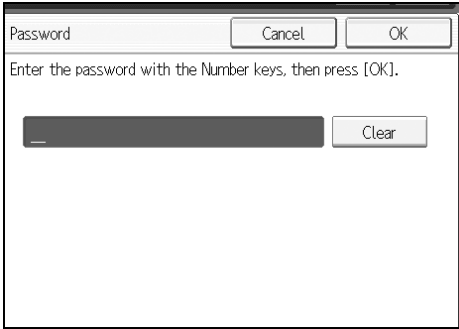 Password Cancel OK
Enter the password with the Number keys, then press [OK].
Clear